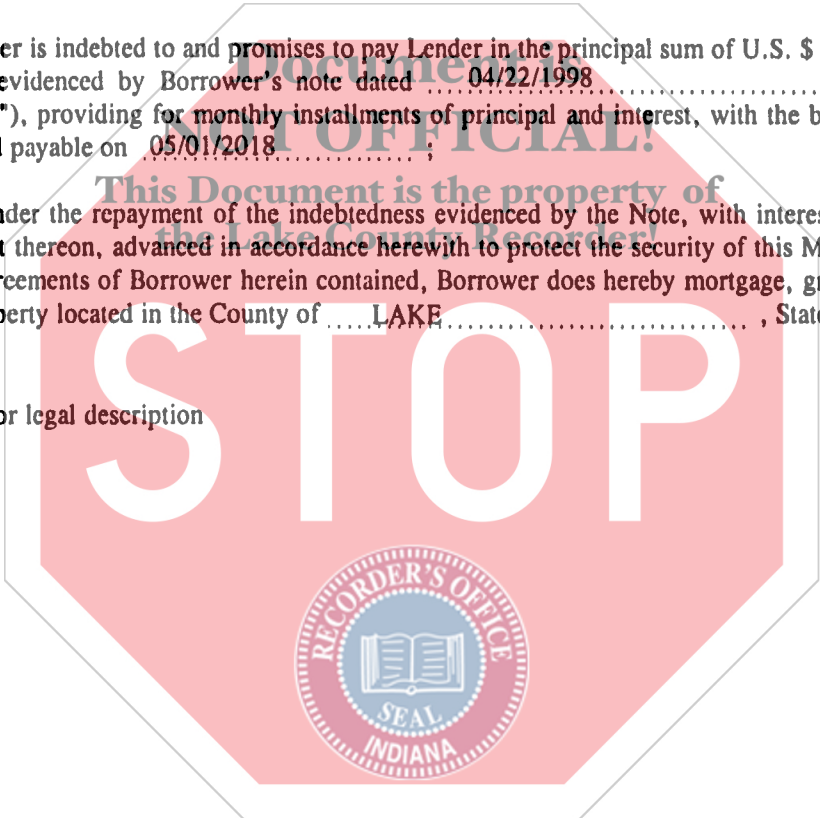 er is indebted to and promises to pay Lender in the principal sum of U.S. $
Document is
evidenced by Borrower's note dated ....04/22/1998
"), providing for monthly installments of principal and interest, with the b
NOT OFFICIAL!
payable on ..05/01/2018.................. ;
This Document is the property of
nder the repayment of the indebtedness evidenced by the Note, with interes
the Lake County Recorder!
t thereon, advanced in accordance herewith to protect the security of this M
reements of Borrower herein contained, Borrower does hereby mortgage, gr
perty located in the County of .....LAKE.................................... , State
or legal description
STOP
RECORDER'S OFFICE
SEAL
INDIANA